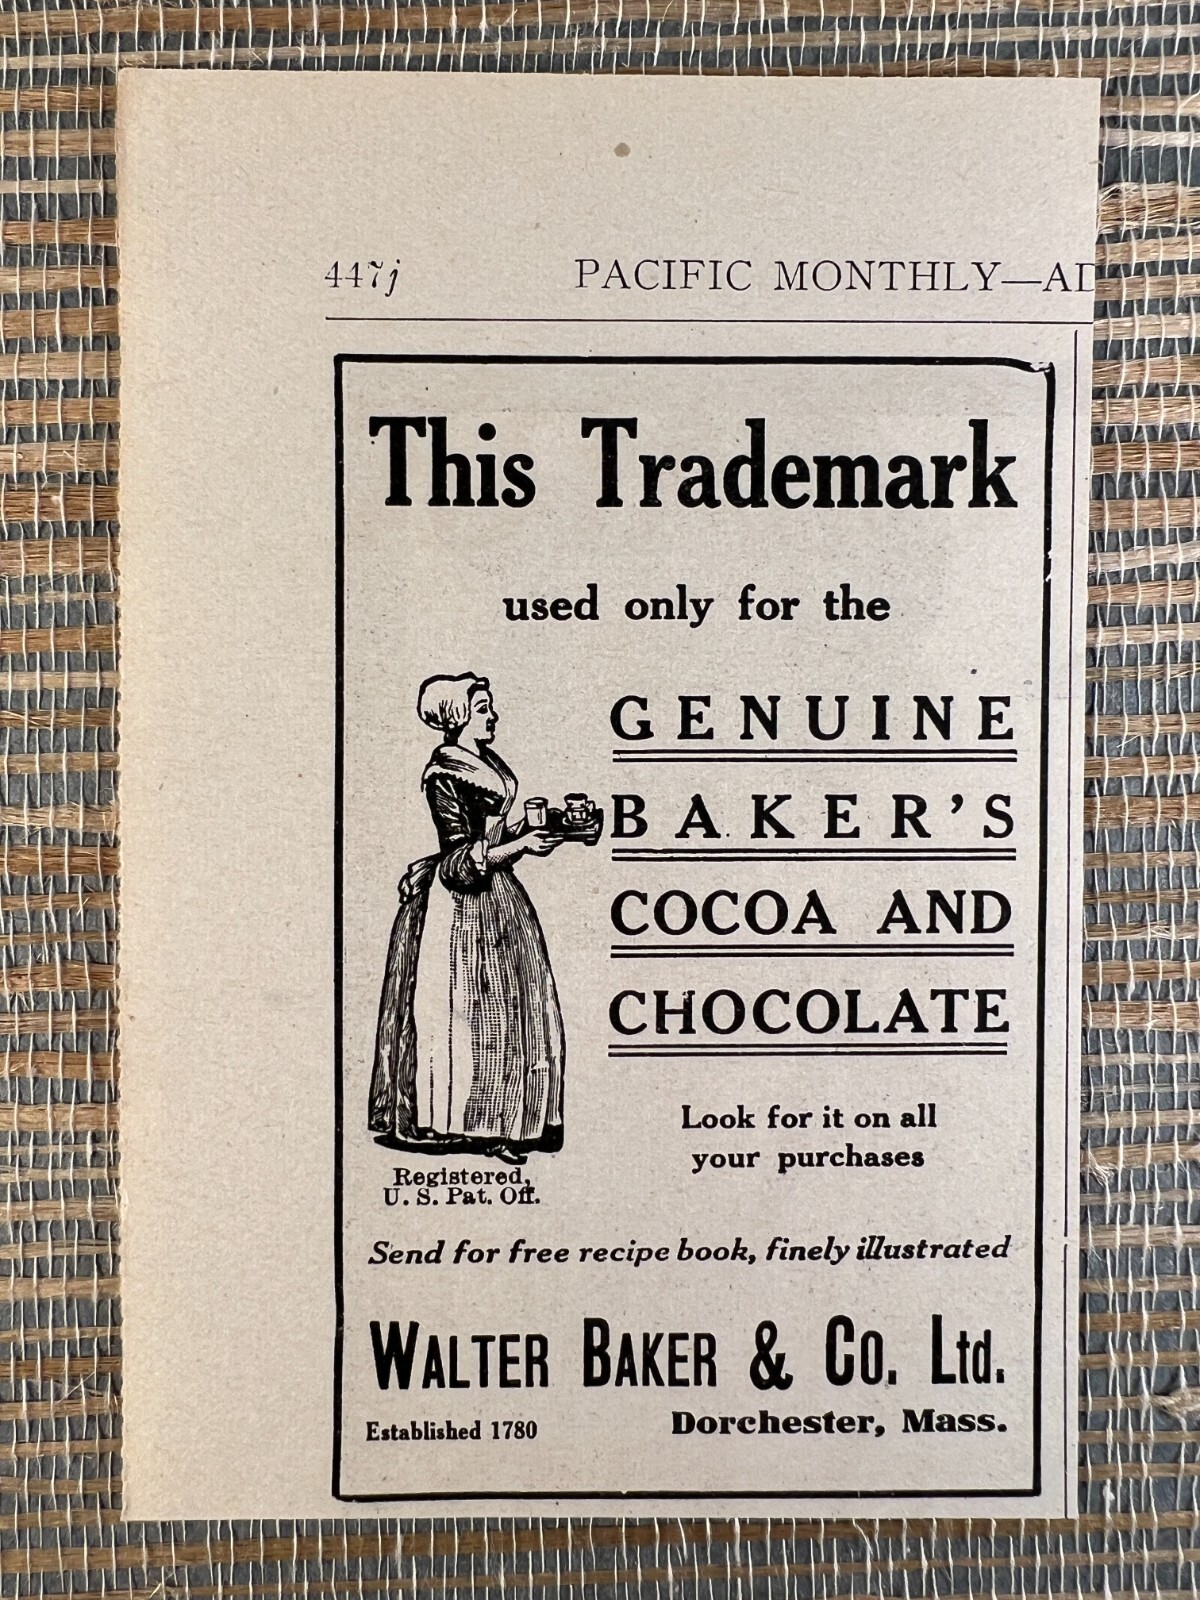 447j PACIFIC MONTHLY—AD
This Trademark
used only for the
GENUINE
BAKER'S
COCOA AND
CHOCOLATE
Look for it on all
your purchases
Registered,
U. S. Pat. Off.
Send for free recipe book, finely illustrated
WALTER BAKER & CO. Ltd.
Established 1780 Dorchester, Mass.